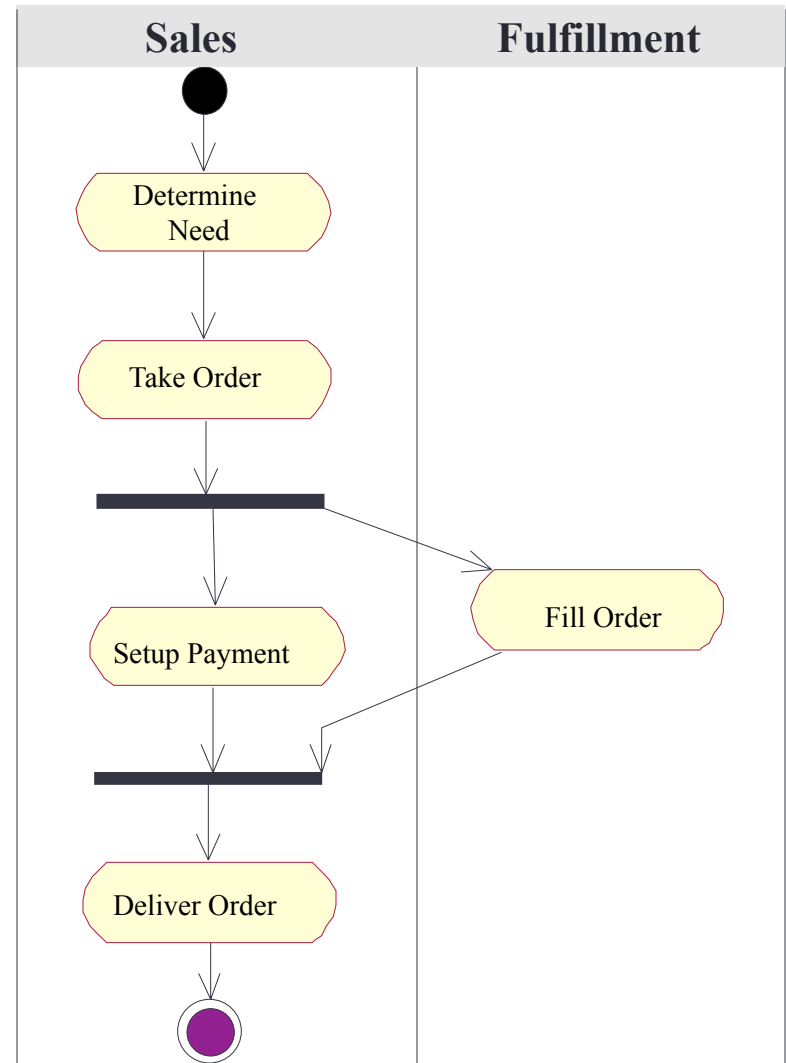 Sales
Fulfillment
Determine
Need
Take Order
Fill Order
Setup Payment
Deliver Order